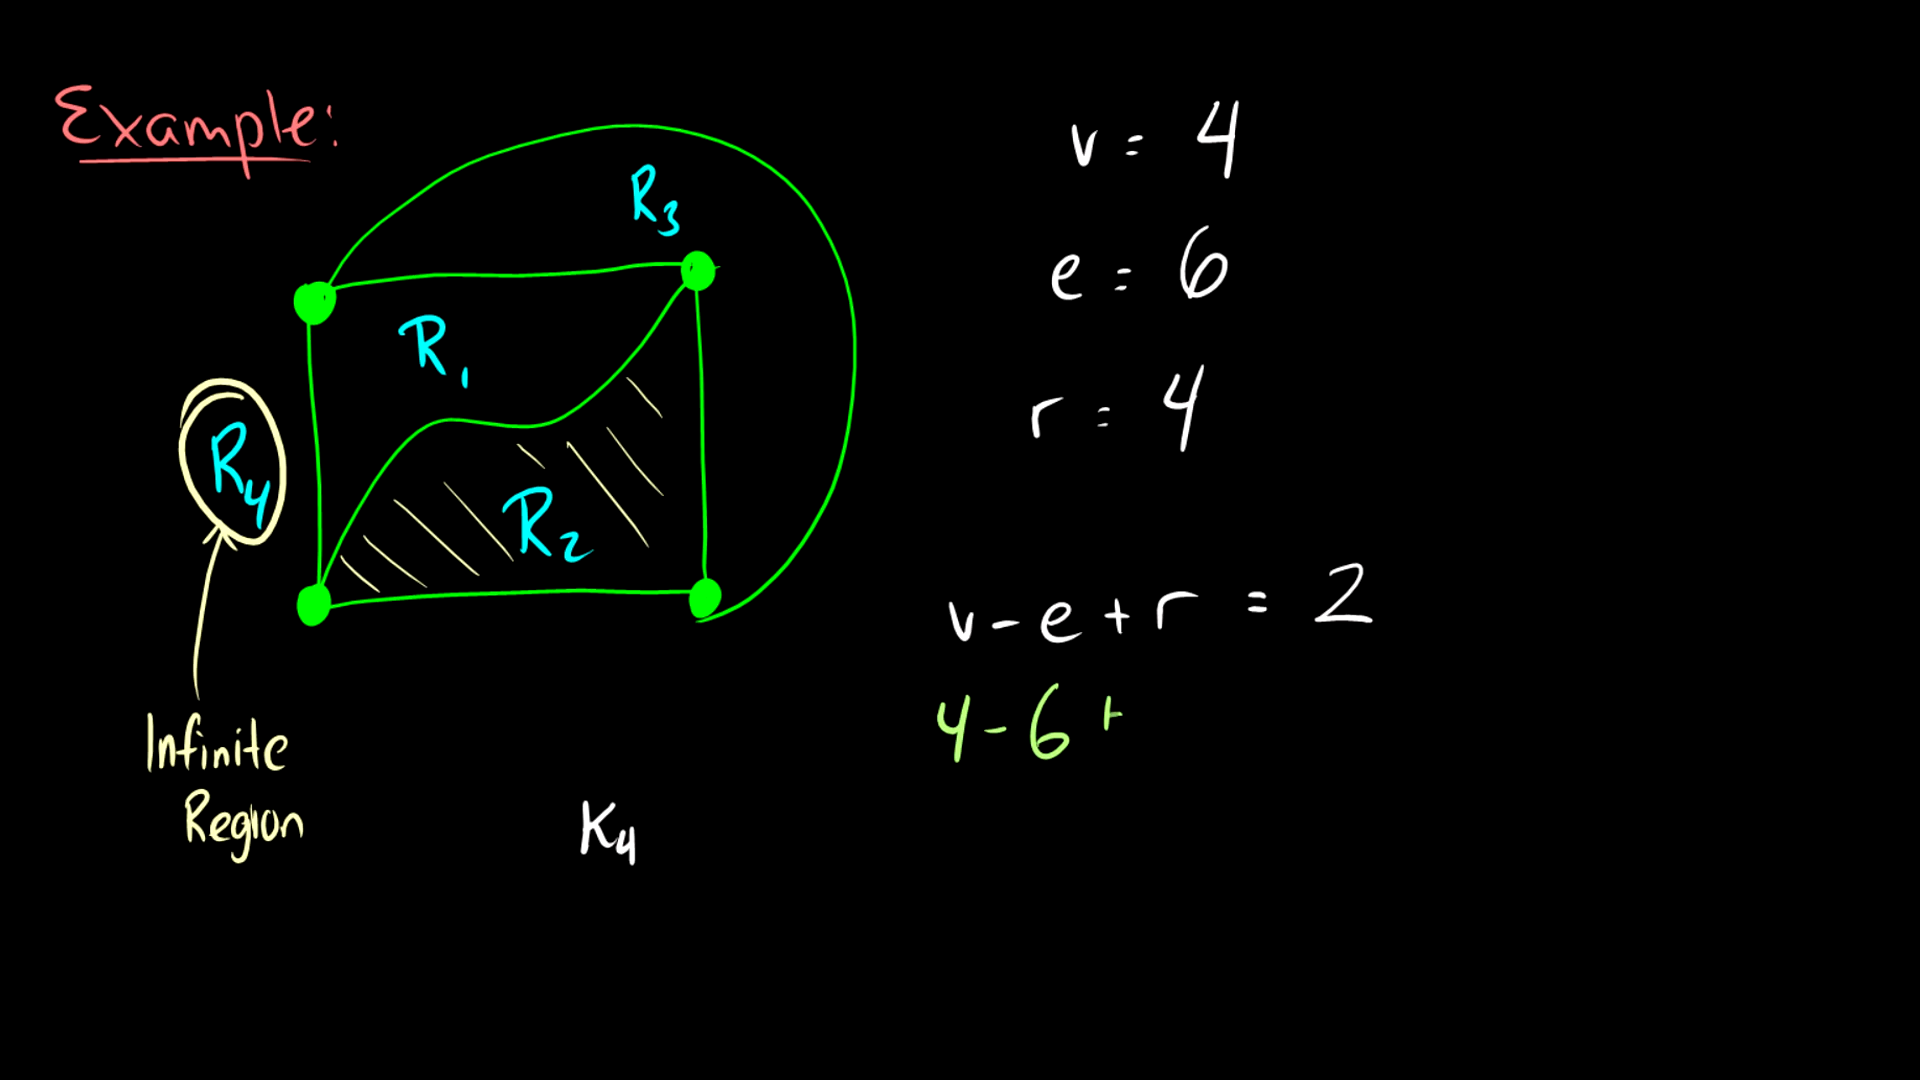 Example:
R₃
R₁
R₄
R₂
Infinite
Region
K₄
v = 4
e = 6
r = 4
v - e + r = 2
4 - 6 +